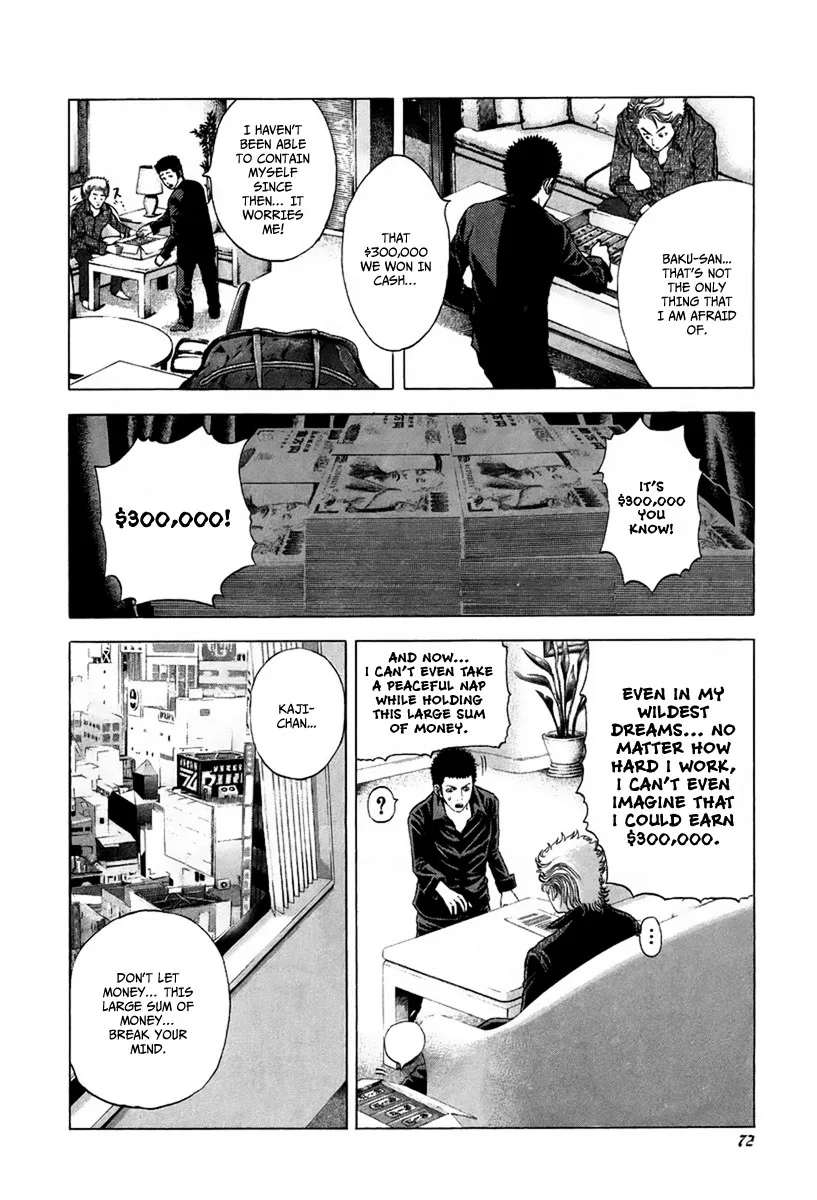 BAKU-SAN...
THAT'S NOT
THE ONLY
THING THAT
I AM AFRAID
OF.
THAT
$300,000
WE WON IN
CASH...
I HAVEN'T
BEEN ABLE
TO CONTAIN
MYSELF
SINCE
THEN... IT
WORRIES
ME!
IT'S
$300,000
YOU
KNOW!
$300,000!
EVEN IN MY
WILDEST
DREAMS... NO
MATTER HOW
HARD I WORK,
I CAN'T EVEN
IMAGINE THAT
I COULD EARN
$300,000.
AND NOW...
I CAN'T EVEN TAKE
A PEACEFUL NAP
WHILE HOLDING
THIS LARGE SUM
OF MONEY.
?
...
KAJI-
CHAN...
DON'T LET
MONEY... THIS
LARGE SUM OF
MONEY...
BREAK YOUR
MIND.
72